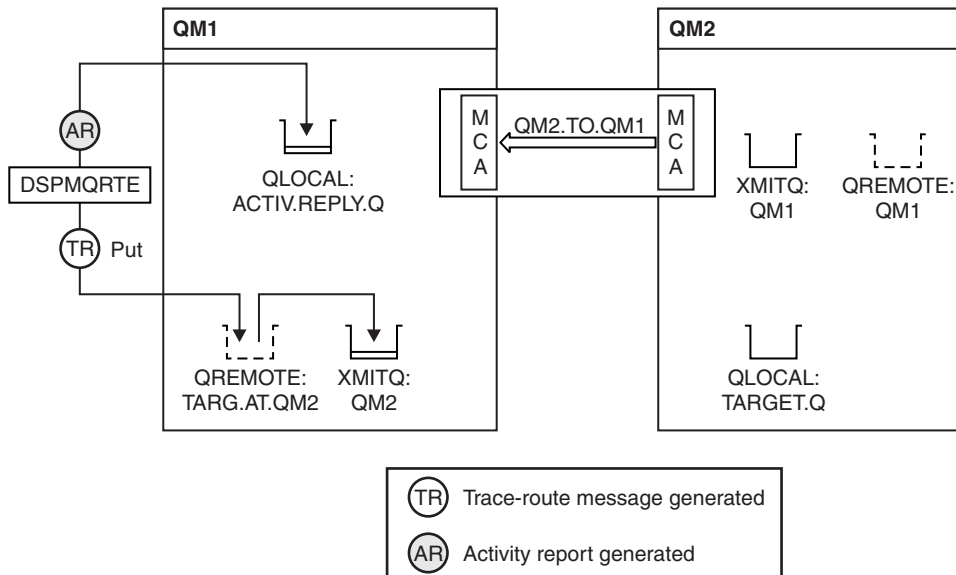 QM1
QM2
AR
DSPMQRTE
TR Put
QLOCAL:
ACTIV.REPLY.Q
M
C
A
QM2.TO.QM1
M
C
A
XMITQ:
QM1
QREMOTE:
QM1
QREMOTE:
TARG.AT.QM2
XMITQ:
QM2
QLOCAL:
TARGET.Q
TR Trace-route message generated
AR Activity report generated